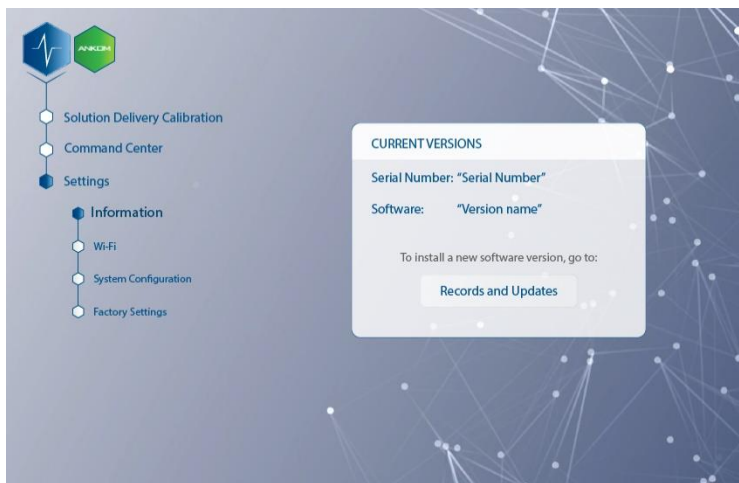 ANKOM
Solution Delivery Calibration
Command Center
Settings
Information
Wi-Fi
System Configuration
Factory Settings
CURRENT VERSIONS
Serial Number: “Serial Number”
Software: “Version name”
To install a new software version, go to:
Records and Updates